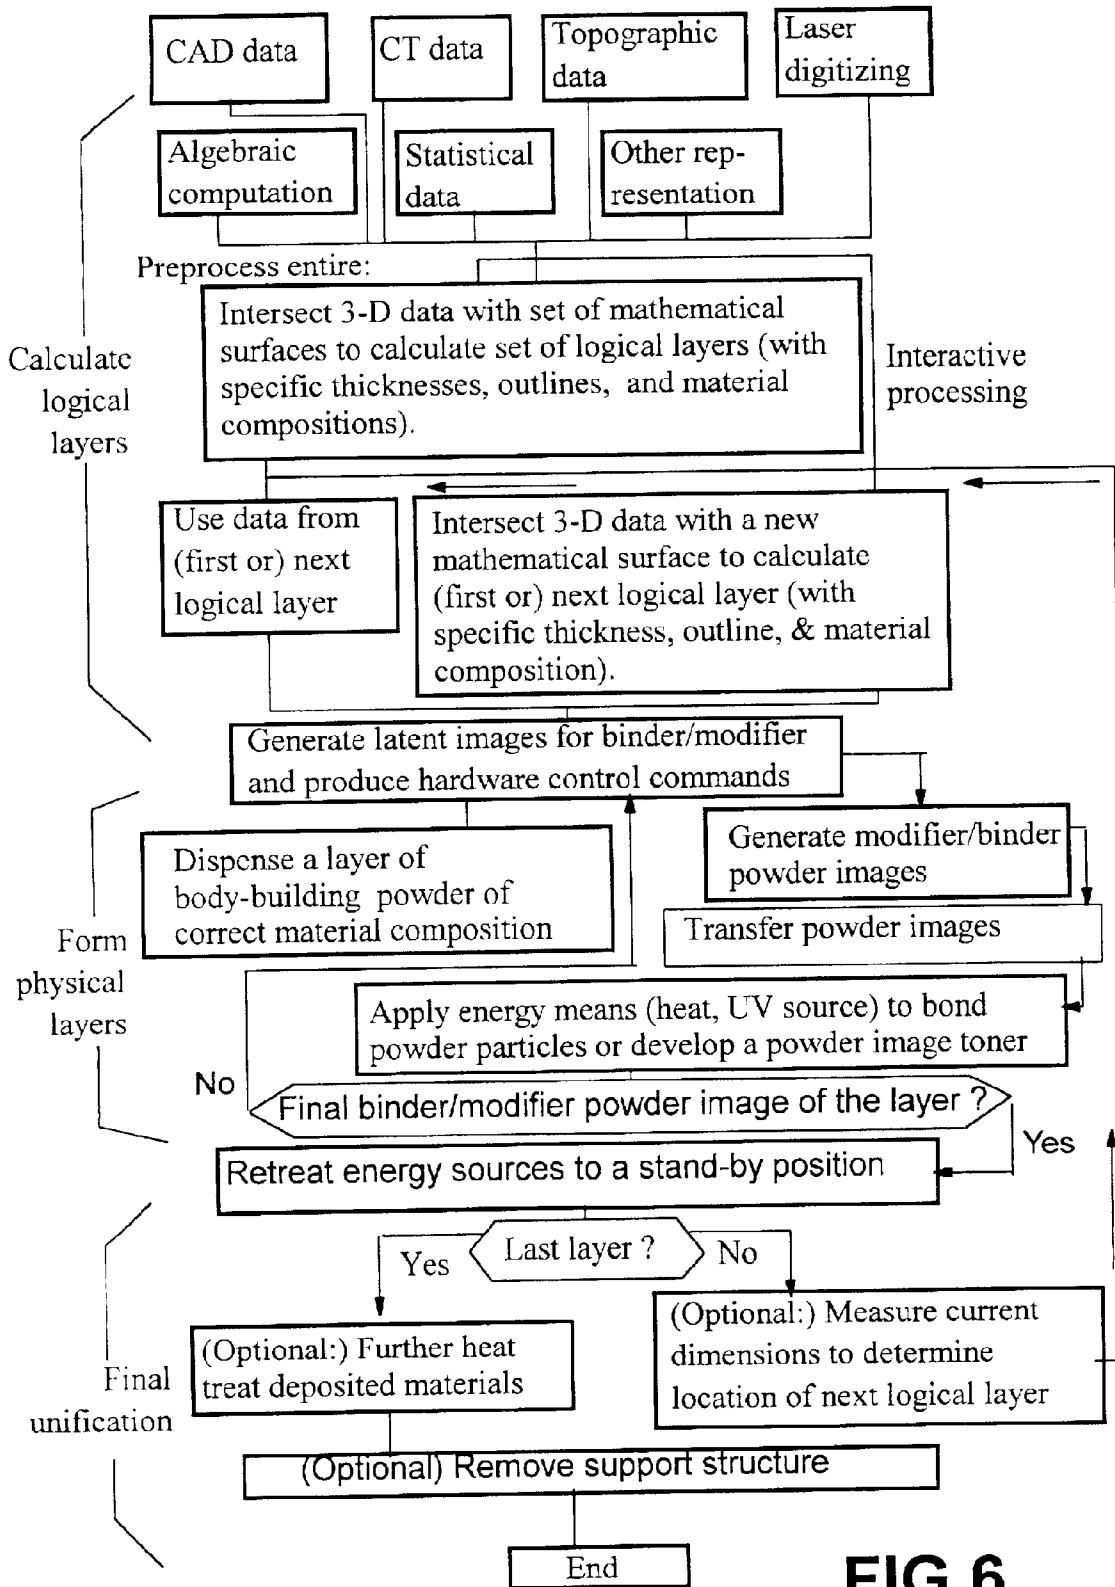 CAD data
CT data
Topographic
data
Laser
digitizing
Algebraic
computation
Statistical
data
Other rep-
resentation
Preprocess entire:
Intersect 3-D data with set of mathematical
surfaces to calculate set of logical layers (with
specific thicknesses, outlines, and material
compositions).
Calculate
logical
layers
Interactive
processing
Use data from
(first or) next
logical layer
Intersect 3-D data with a new
mathematical surface to calculate
(first or) next logical layer (with
specific thickness, outline, & material
composition).
Generate latent images for binder/modifier
and produce hardware control commands
Dispense a layer of
body-building powder of
correct material composition
Generate modifier/binder
powder images
Transfer powder images
Form
physical
layers
Apply energy means (heat, UV source) to bond
powder particles or develop a powder image toner
No
Final binder/modifier powder image of the layer ?
Yes
Retreat energy sources to a stand-by position
Last layer ?
Yes
No
(Optional:) Further heat
treat deposited materials
(Optional:) Measure current
dimensions to determine
location of next logical layer
Final
unification
(Optional) Remove support structure
End
FIG 6